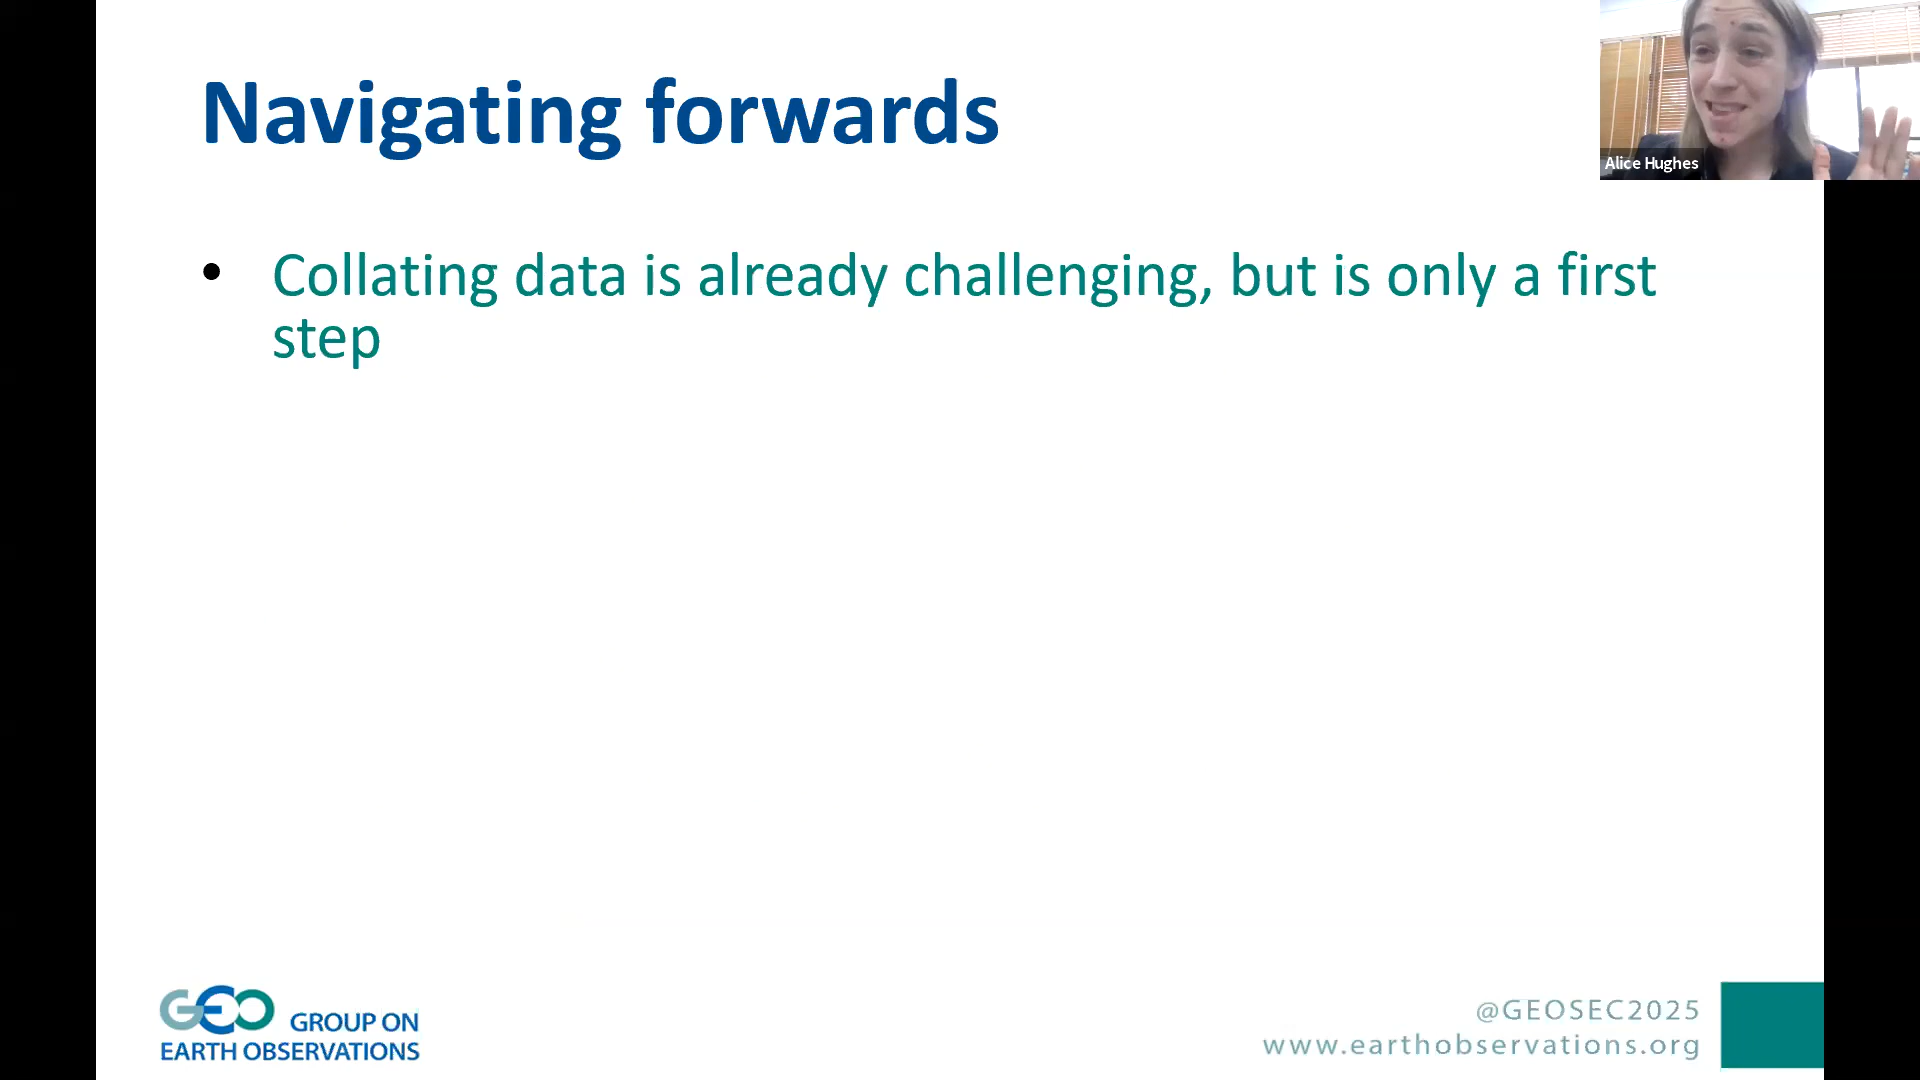 Navigating forwards
Alice Hughes
• Collating data is already challenging, but is only a first
step
GEO GROUP ON
EARTH OBSERVATIONS
@GEOSEC2025
www.earthobservations.org